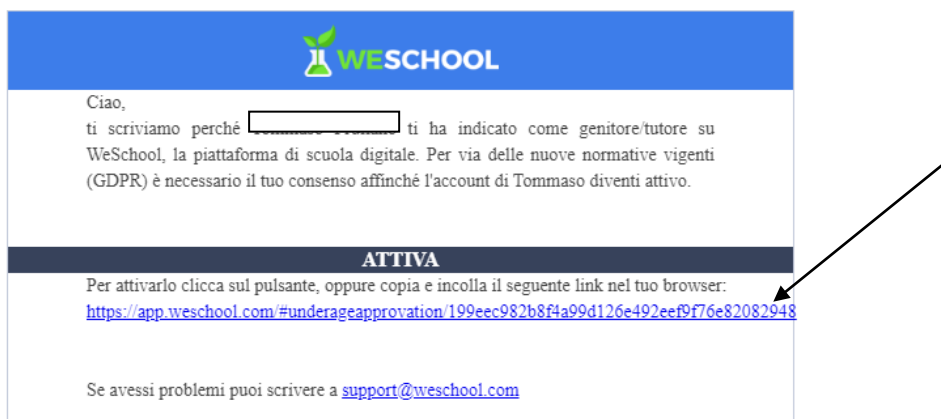 WESCHOOL
Ciao,
ti scriviamo perché ti ha indicato come genitore/tutore su
WeSchool, la piattaforma di scuola digitale. Per via delle nuove normative vigenti
(GDPR) è necessario il tuo consenso affinché l'account di Tommaso diventi attivo.
ATTIVA
Per attivarlo clicca sul pulsante, oppure copia e incolla il seguente link nel tuo browser:
https://app.weschool.com/#underageapprovation/199eec982b8f4a99d126e492eef9f76e82082948
Se avessi problemi puoi scrivere a support@weschool.com